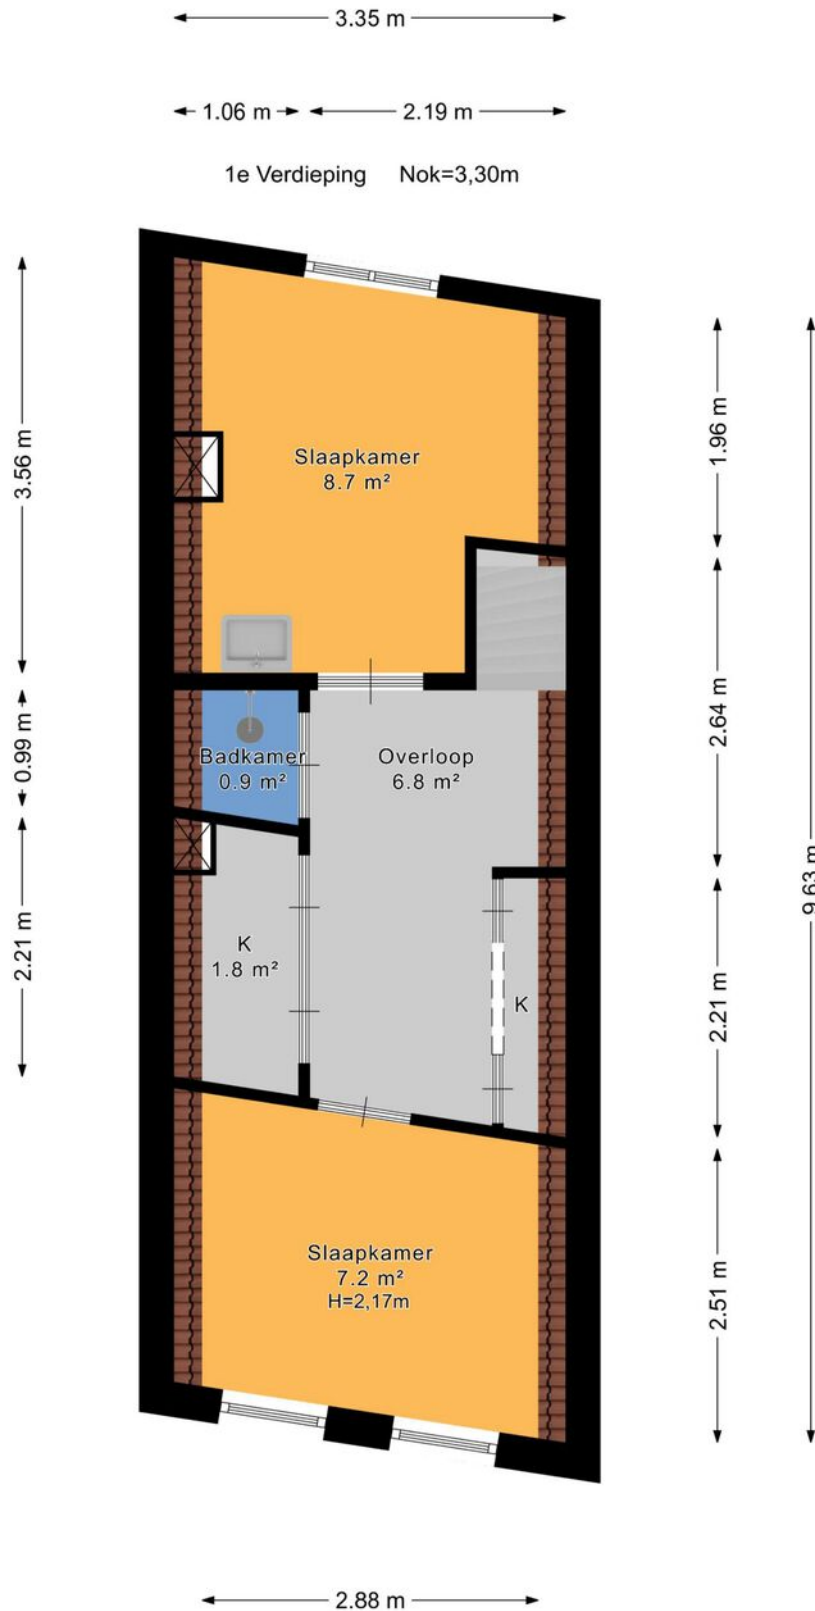 3.35 m
1.06 m
2.19 m
1e Verdieping Nok=3,30m
3.56 m
1.96 m
Slaapkamer
8.7 m²
2.64 m
9.63 m
0.99 m
Badkamer
0.9 m²
Overloop
6.8 m²
2.21 m
K
1.8 m²
2.21 m
K
Slaapkamer
7.2 m²
H=2,17m
2.51 m
2.88 m